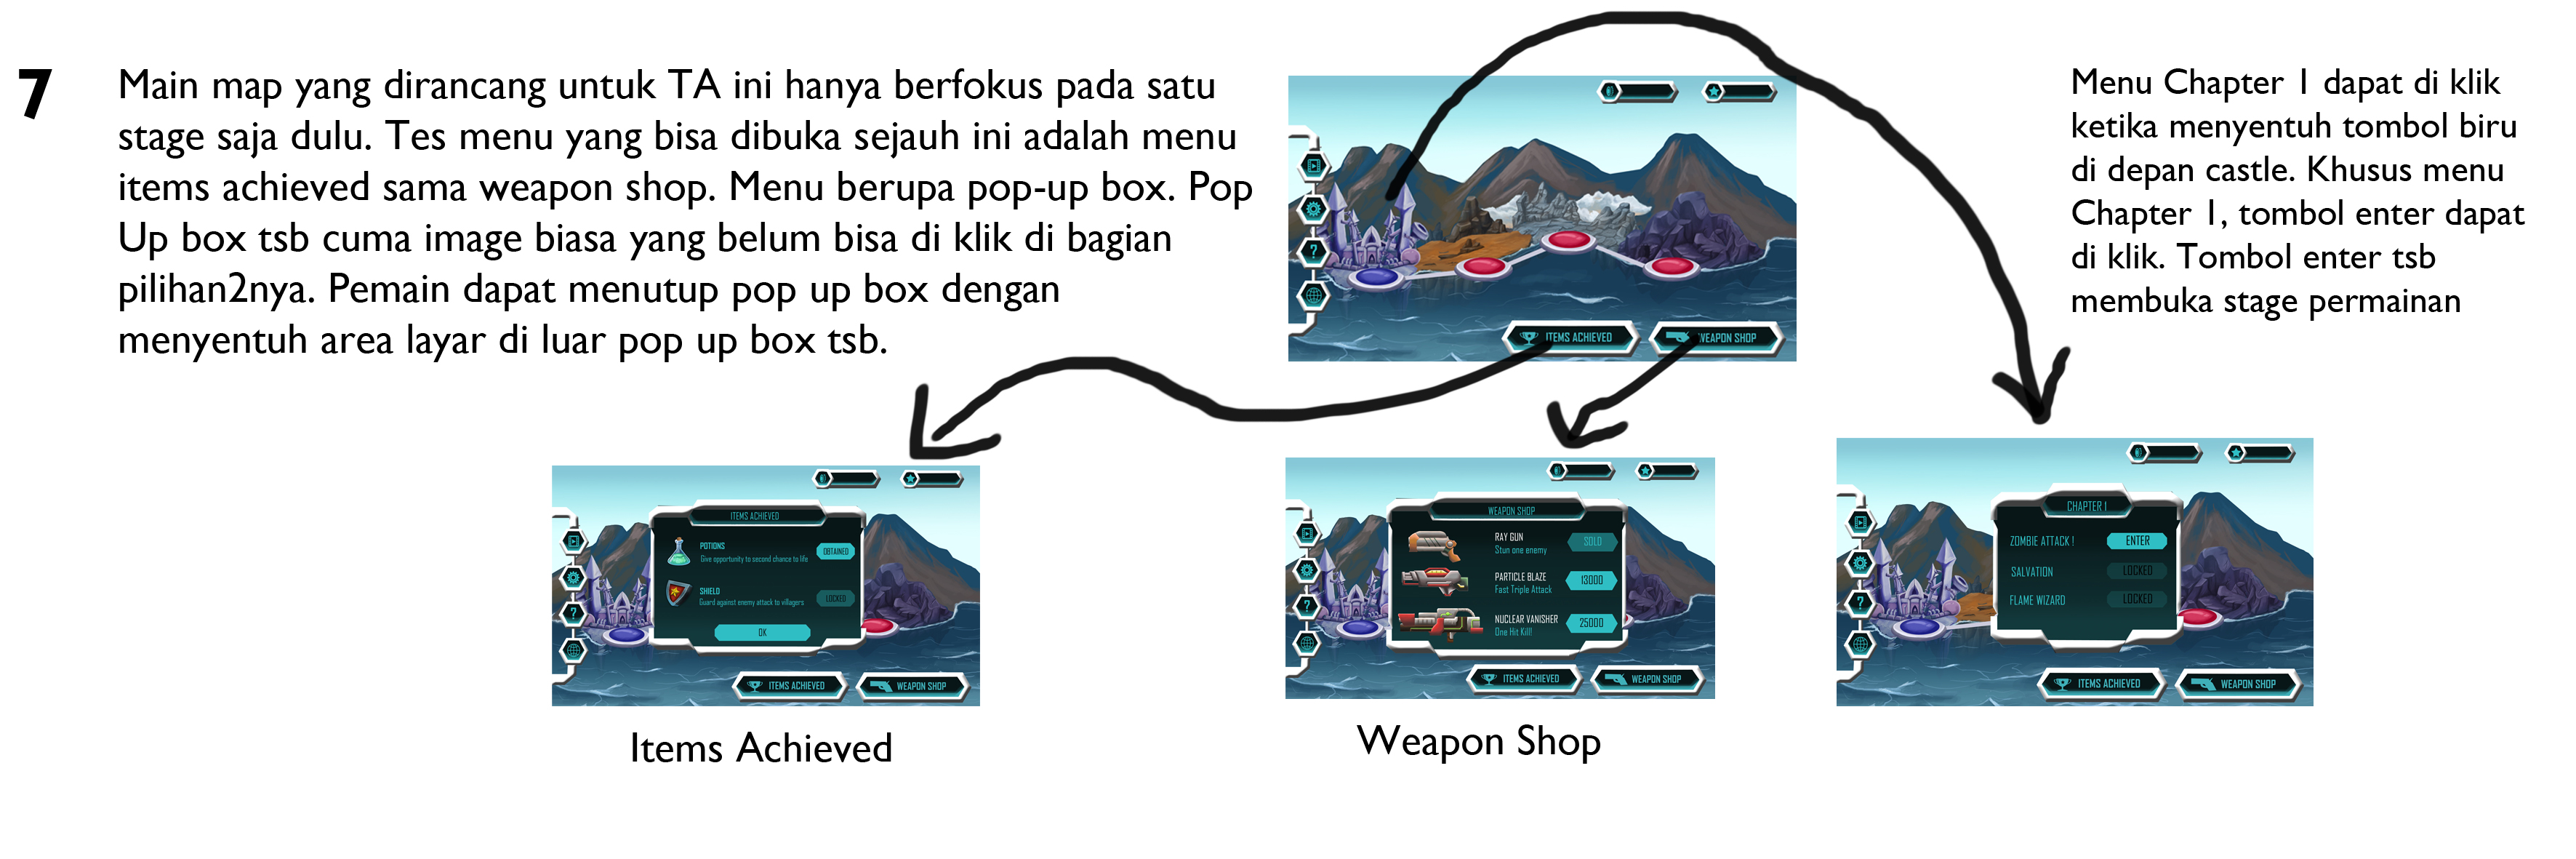 7
Main map yang dirancang untuk TA ini hanya berfokus pada satu
stage saja dulu. Tes menu yang bisa dibuka sejauh ini adalah menu
items achieved sama weapon shop. Menu berupa pop-up box. Pop
Up box tsb cuma image biasa yang belum bisa di klik di bagian
pilihan2nya. Pemain dapat menutup pop up box dengan
menyentuh area layar di luar pop up box tsb.
?
ITEMS ACHIEVED
WEAPON SHOP
Menu Chapter 1 dapat di klik
ketika menyentuh tombol biru
di depan castle. Khusus menu
Chapter 1, tombol enter dapat
di klik. Tombol enter tsb
membuka stage permainan
ITEMS ACHIEVED
POTIONS
Give opportunity to second chance to life
OBTAINED
SHIELD
Guard against enemy attack to villagers
LOCKED
OK
?
ITEMS ACHIEVED
WEAPON SHOP
Items Achieved
WEAPON SHOP
RAY GUN
Stun one enemy
SOLD
PARTICLE BLAZE
Fast Triple Attack
13000
NUCLEAR VANISHER
One Hit Kill!
25000
?
ITEMS ACHIEVED
WEAPON SHOP
Weapon Shop
CHAPTER 1
ZOMBIE ATTACK !
ENTER
SALVATION
LOCKED
FLAME WIZARD
LOCKED
?
ITEMS ACHIEVED
WEAPON SHOP